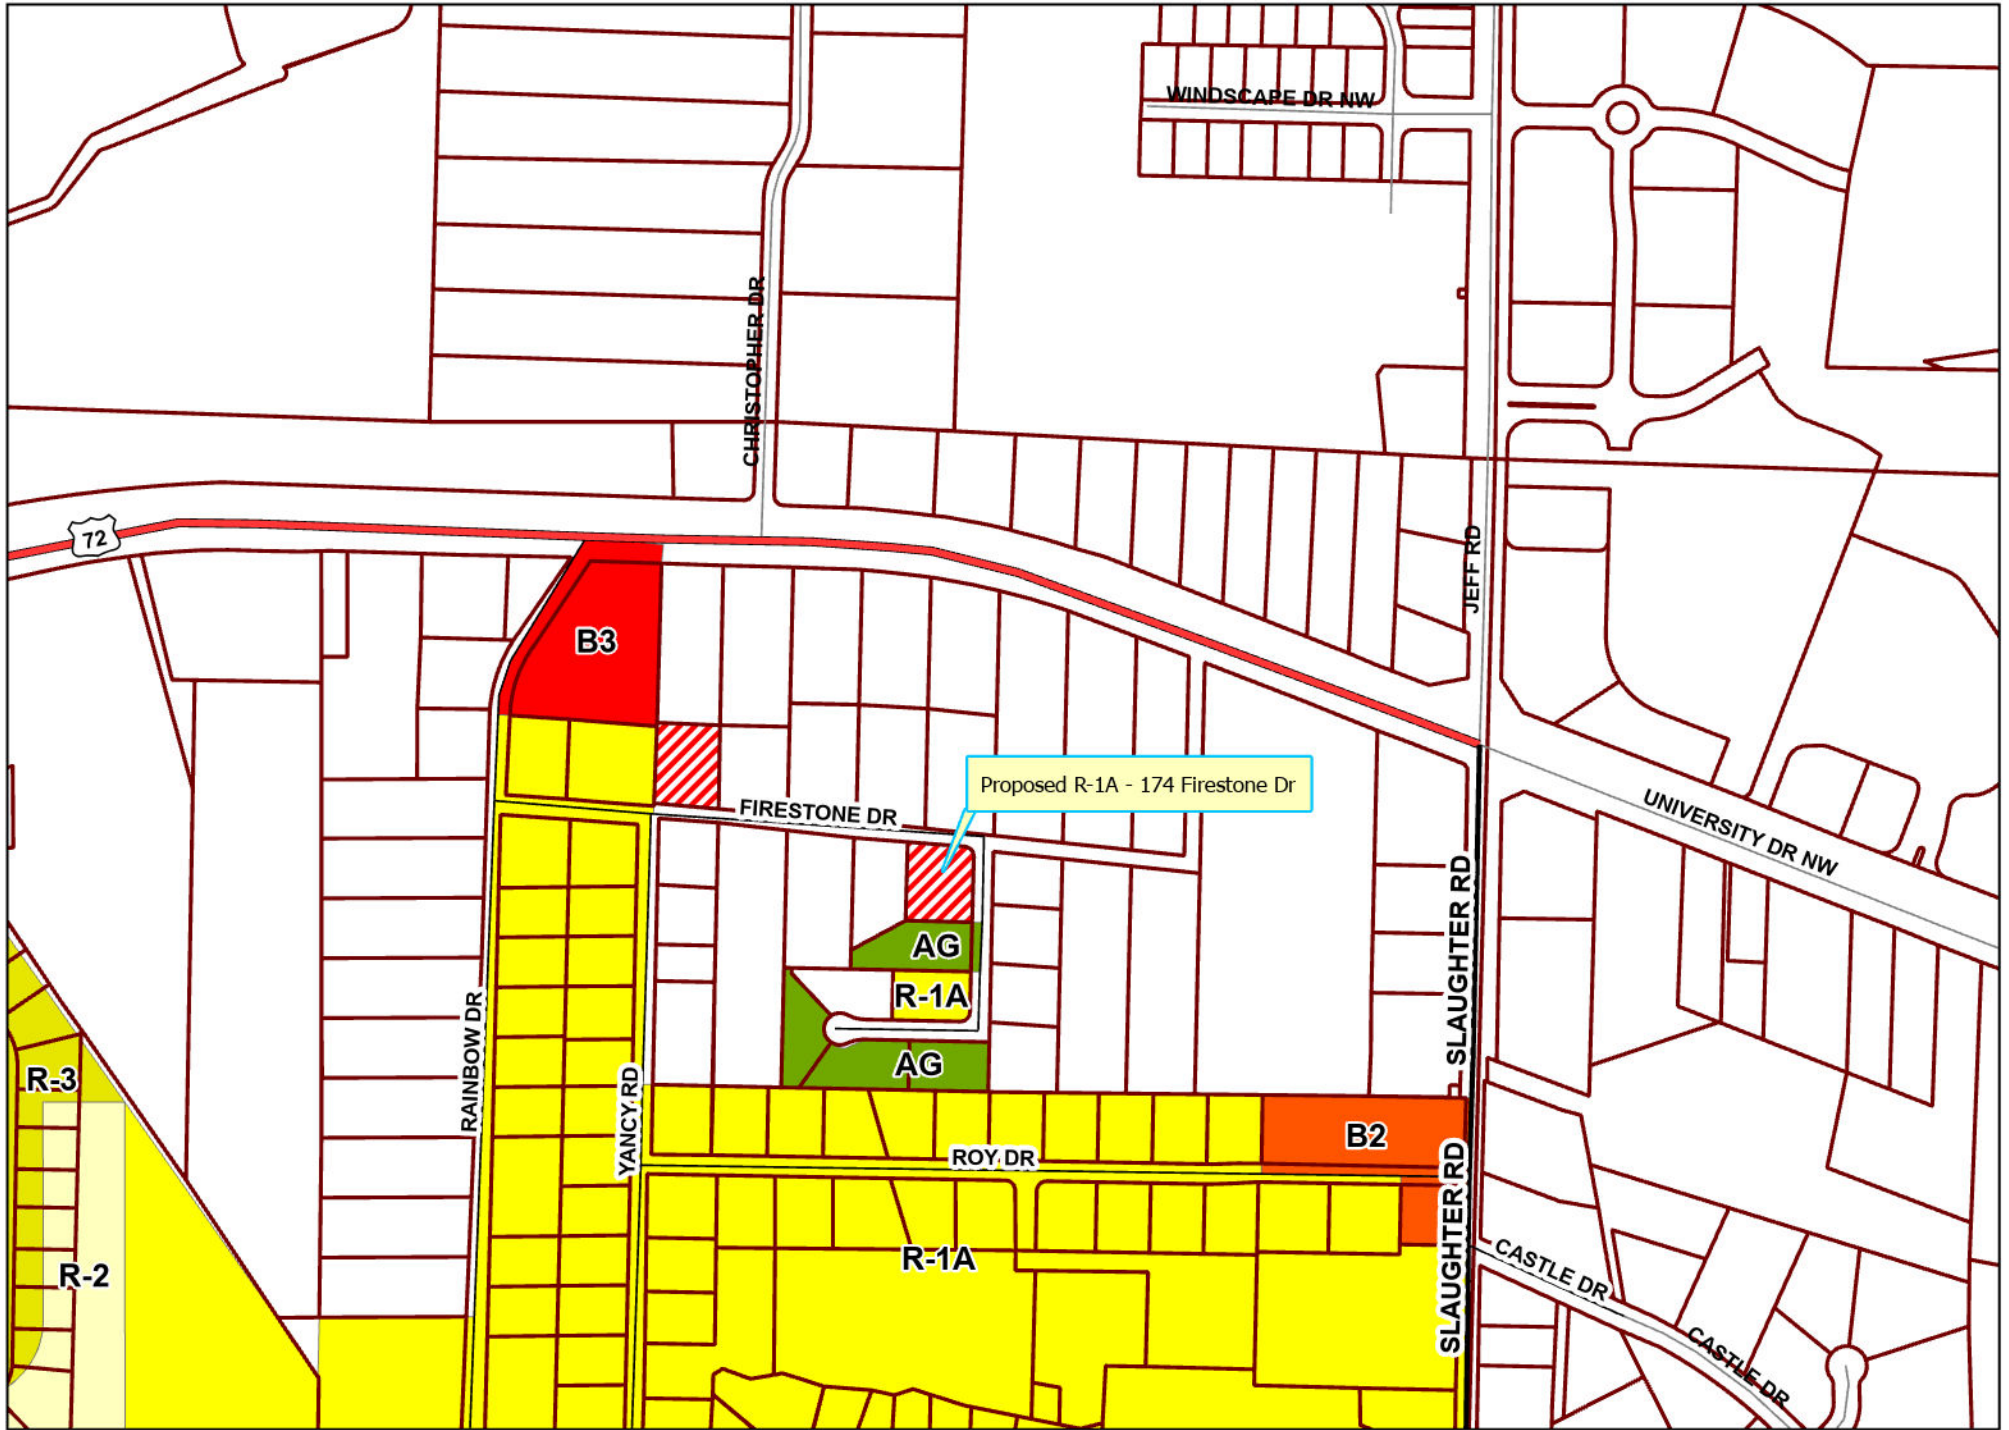 WINDSCAPE DR NW
CHRISTOPHER DR
72
JEFF RD
B3
Proposed R-1A - 174 Firestone Dr
FIRESTONE DR
UNIVERSITY DR NW
SLAUGHTER RD
AG
R-1A
RAINBOW DR
AG
R-3
YANCY RD
B2
ROY DR
SLAUGHTER RD
R-1A
R-2
CASTLE DR
CASTLE DR